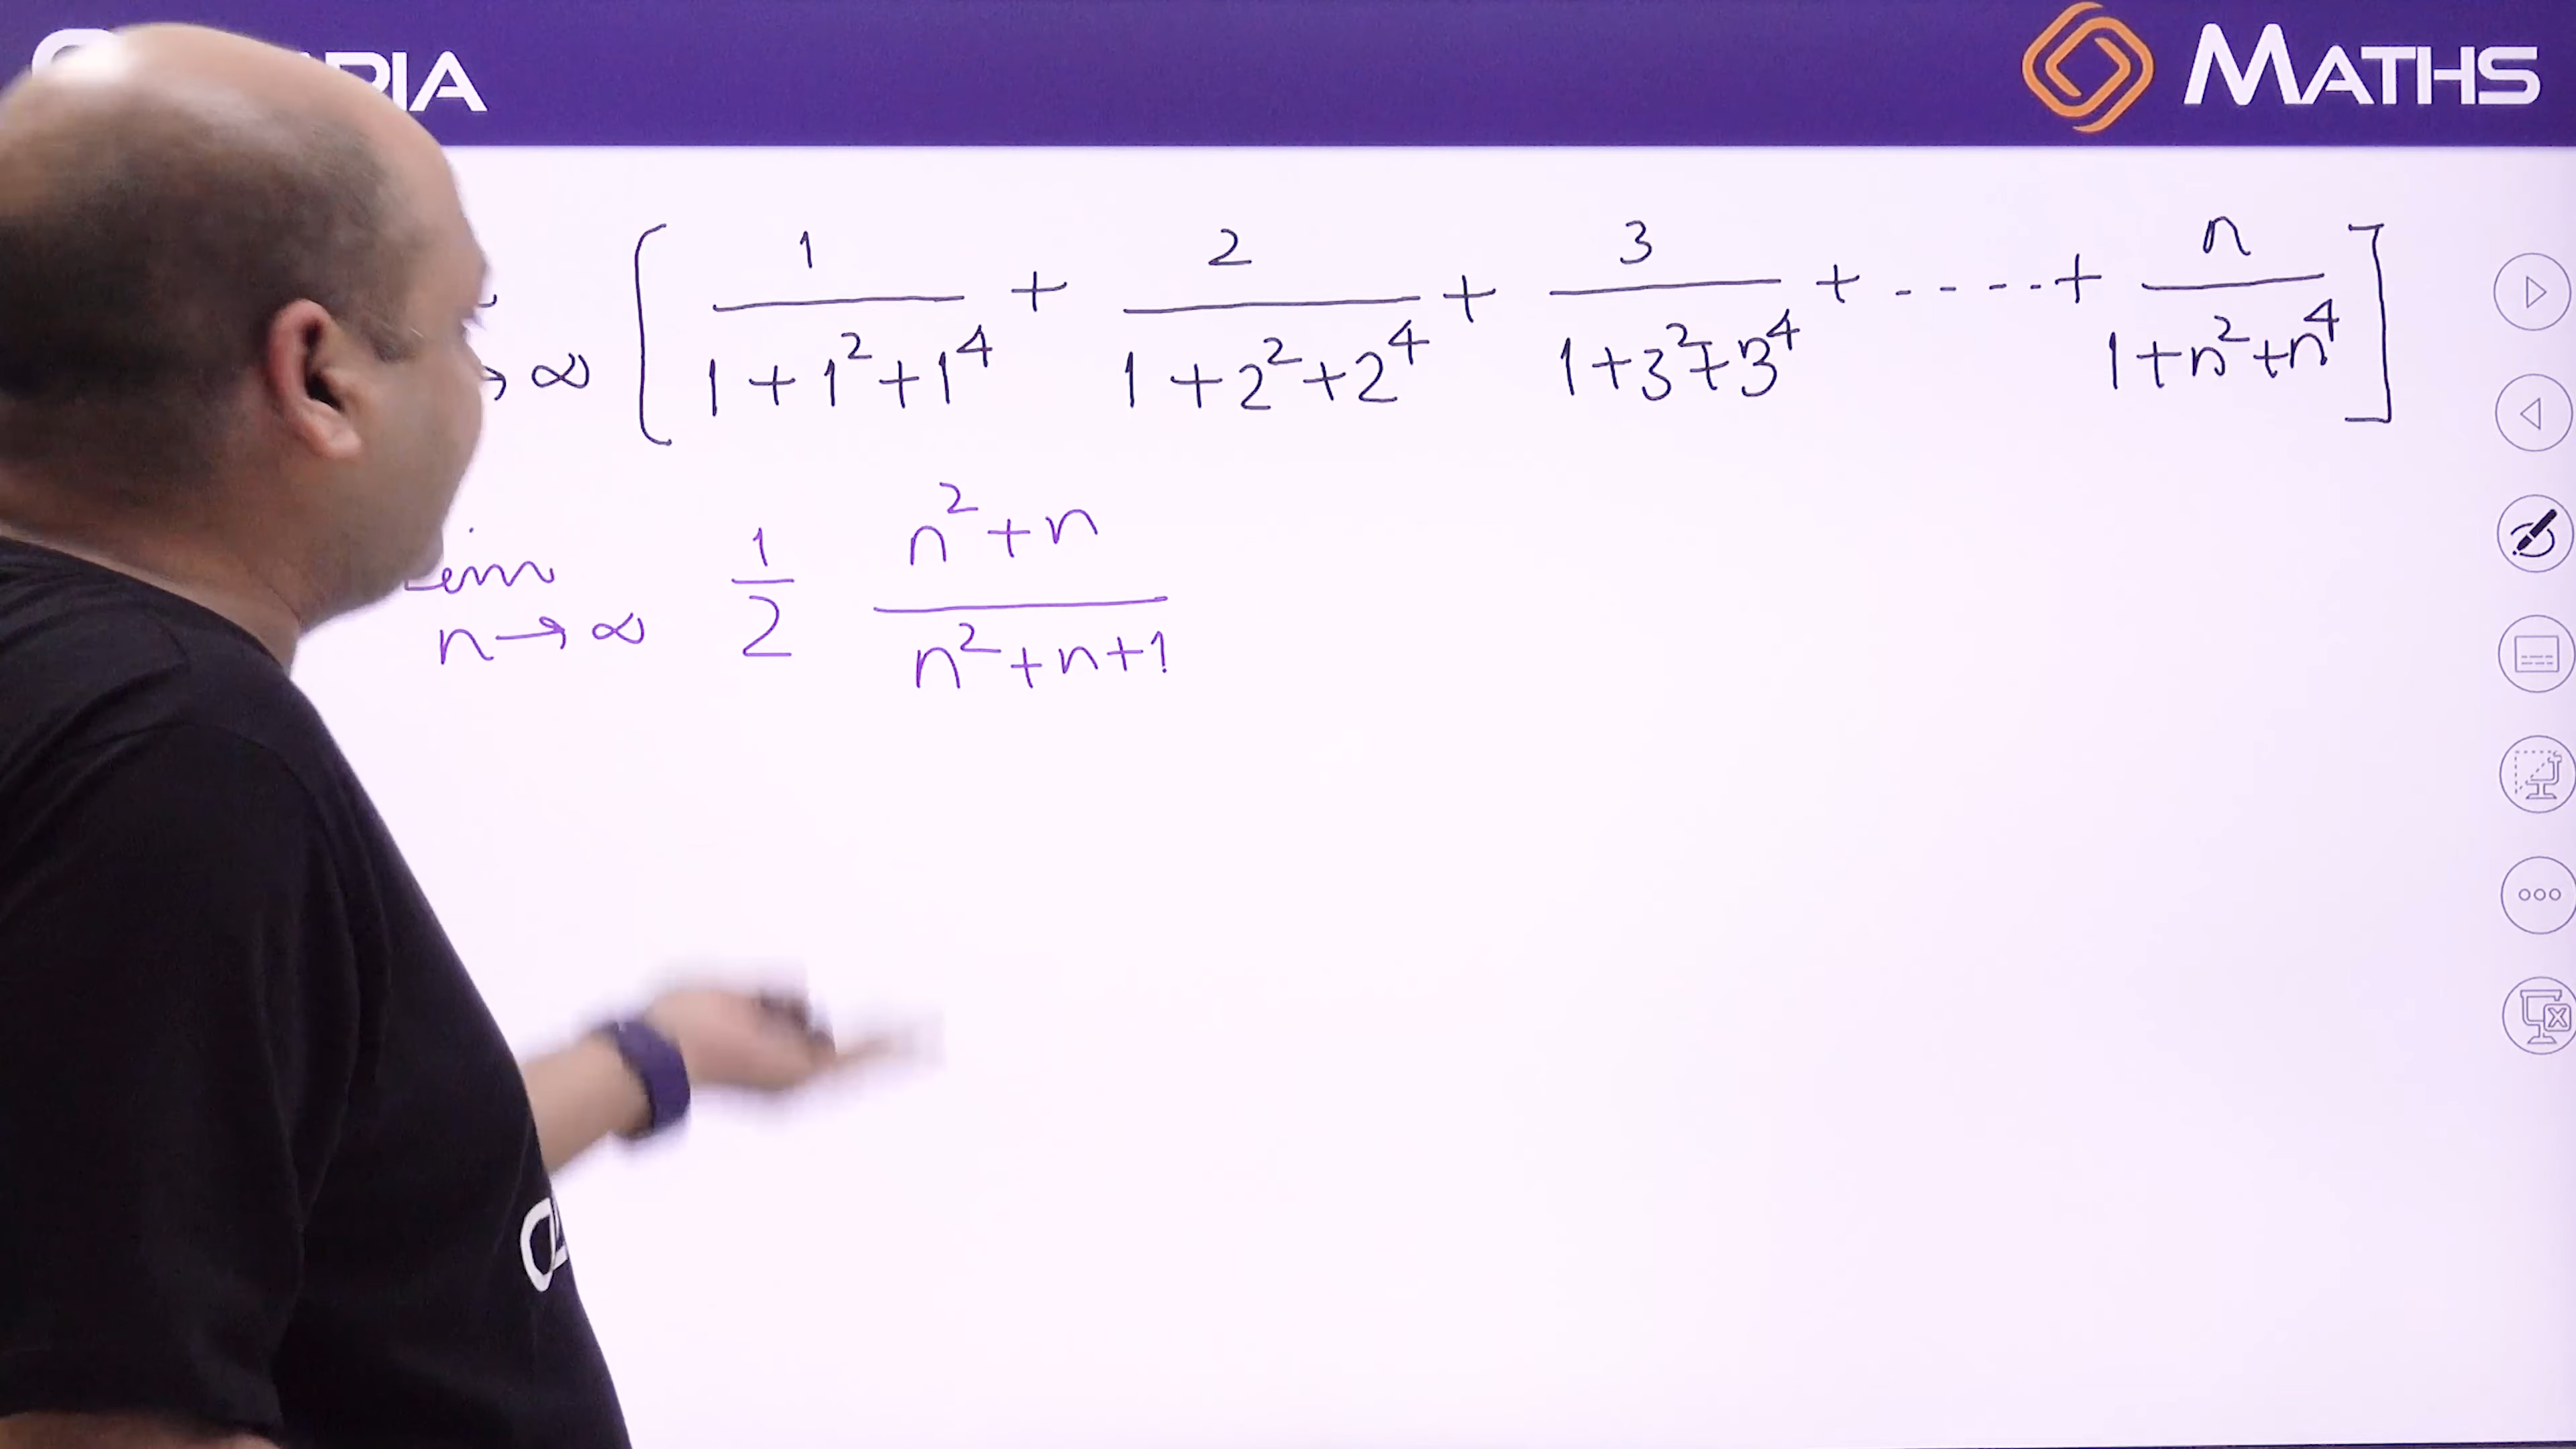 MATHS
→ ∞ [ 1/(1+1²+1⁴) + 2/(1+2²+2⁴) + 3/(1+3²+3⁴) + ----+ n/(1+n²+n⁴) ]
n→∞ 1/2 (n²+n)/(n²+n+1)